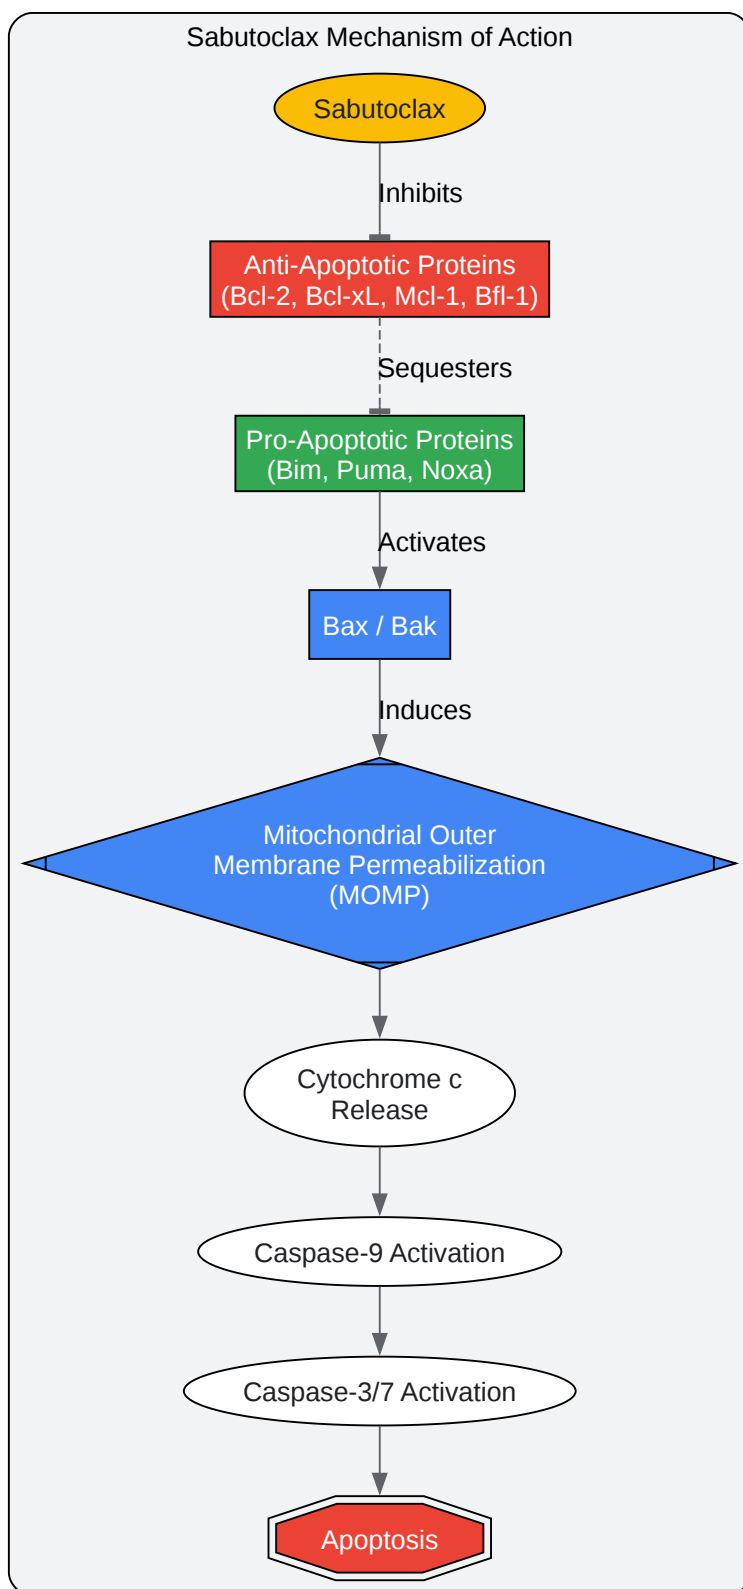 Sabutoclax Mechanism of Action
Sabutoclax
Inhibits
Anti-Apoptotic Proteins
(Bcl-2, Bcl-xL, Mcl-1, Bfl-1)
Sequesters
Pro-Apoptotic Proteins
(Bim, Puma, Noxa)
Activates
Bax / Bak
Induces
Mitochondrial Outer
Membrane Permeabilization
(MOMP)
Cytochrome c
Release
Caspase-9 Activation
Caspase-3/7 Activation
Apoptosis